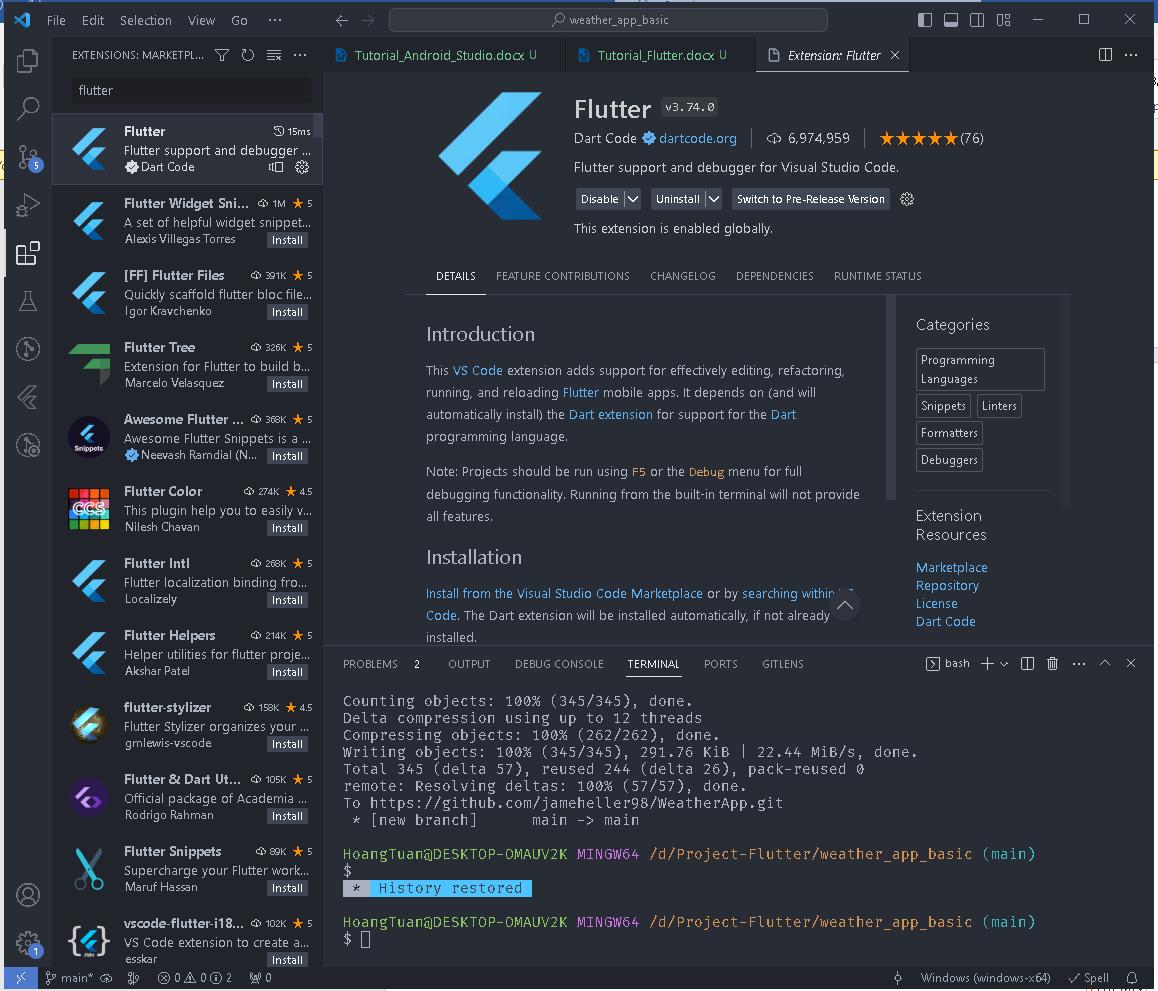 File Edit Selection View Go ··· weather_app_basic
EXTENSIONS: MARKETPL...
flutter
Flutter 15ms
Flutter support and debugger ...
Dart Code
Flutter Widget Sni... 1M 5
A set of helpful widget snippet...
Alexis Villegas Torres Install
[FF] Flutter Files 391K 5
Quickly scaffold flutter bloc file...
Igor Kravchenko Install
Flutter Tree 326K 5
Extension for Flutter to build b...
Marcelo Velasquez Install
Awesome Flutter ... 368K 5
Awesome Flutter Snippets is a ...
Neevash Ramdial (N... Install
Snippets
Flutter Color 274K 4.5
This plugin help you to easily v...
Nilesh Chavan Install
CCS
Flutter Intl 268K 5
Flutter localization binding fro...
Localizely Install
Flutter Helpers 214K 5
Helper utilities for flutter proje...
Akshar Patel Install
flutter-stylizer 158K 4.5
Flutter Stylizer organizes your ...
gmlewis-vscode Install
Flutter & Dart Ut... 105K 5
Official package of Academia ...
Rodrigo Rahman Install
Flutter Snippets 89K 5
Supercharge your Flutter work...
Maruf Hassan Install
vscode-flutter-i18... 102K 5
VS Code extension to create a...
esskar Install
5
1
Tutorial_Android_Studio.docx U Tutorial_Flutter.docx U Extension: Flutter
Flutter v3.74.0
Dart Code dartcode.org 6,974,959 (76)
Flutter support and debugger for Visual Studio Code.
Disable Uninstall Switch to Pre-Release Version
This extension is enabled globally.
DETAILS FEATURE CONTRIBUTIONS CHANGELOG DEPENDENCIES RUNTIME STATUS
Introduction
This VS Code extension adds support for effectively editing, refactoring,
running, and reloading Flutter mobile apps. It depends on (and will
automatically install) the Dart extension for support for the Dart
programming language.
Note: Projects should be run using F5 or the Debug menu for full
debugging functionality. Running from the built-in terminal will not provide
all features.
Installation
Install from the Visual Studio Code Marketplace or by searching within
Code. The Dart extension will be installed automatically, if not already
installed.
Categories
Programming
Languages
Snippets Linters
Formatters
Debuggers
Extension
Resources
Marketplace
Repository
License
Dart Code
PROBLEMS 2 OUTPUT DEBUG CONSOLE TERMINAL PORTS GITLENS bash
Counting objects: 100% (345/345), done.
Delta compression using up to 12 threads
Compressing objects: 100% (262/262), done.
Writing objects: 100% (345/345), 291.76 KiB | 22.44 MiB/s, done.
Total 345 (delta 57), reused 244 (delta 26), pack-reused 0
remote: Resolving deltas: 100% (57/57), done.
To https://github.com/jameheller98/WeatherApp.git
* [new branch] main -> main
HoangTuan@DESKTOP-OMAUV2K MINGW64 /d/Project-Flutter/weather_app_basic (main)
$
* History restored
HoangTuan@DESKTOP-OMAUV2K MINGW64 /d/Project-Flutter/weather_app_basic (main)
$
main* 0 0 2 0 Windows (windows-x64) Spell